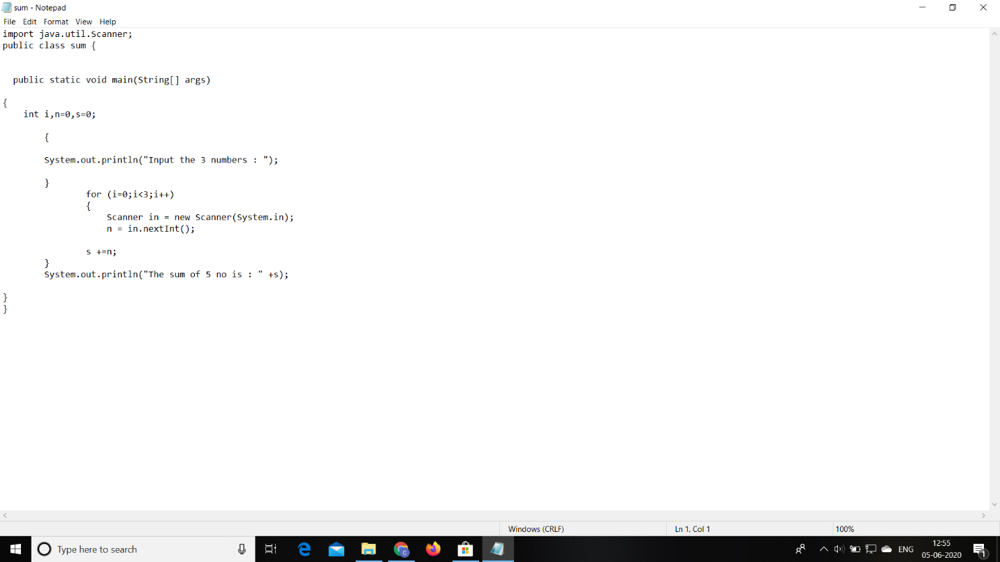 sum - Notepad
File Edit Format View Help
import java.util.Scanner;
public class sum {
public static void main(String[] args)
{
int i,n=0,s=0;
{
System.out.println("Input the 3 numbers : ");
}
for (i=0;i<3;i++)
{
Scanner in = new Scanner(System.in);
n = in.nextInt();
s +=n;
}
System.out.println("The sum of 5 no is : " +s);
}
}
Windows (CRLF) Ln 1, Col 1 100%
Type here to search
ENG
12:55
05-06-2020
1